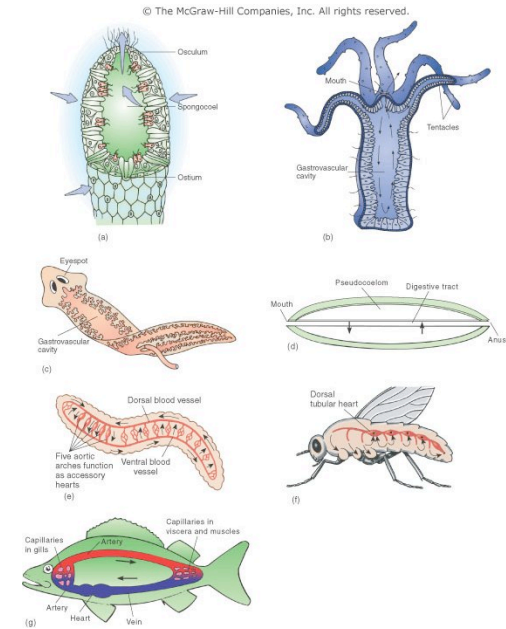 © The McGraw-Hill Companies, Inc. All rights reserved.
Osculum
Spongocoel
Ostium
(a)
Mouth
Tentacles
Gastrovascular
cavity
(b)
Eyespot
Gastrovascular
cavity
(c)
Pseudocoelom
Digestive tract
Mouth
Anus
(d)
Dorsal blood vessel
Five aortic
arches function
as accessory
hearts
Ventral blood
vessel
(e)
Dorsal
tubular heart
(f)
Capillaries
in gills
Artery
Capillaries in
viscera and muscles
Artery
Heart
Vein
(g)